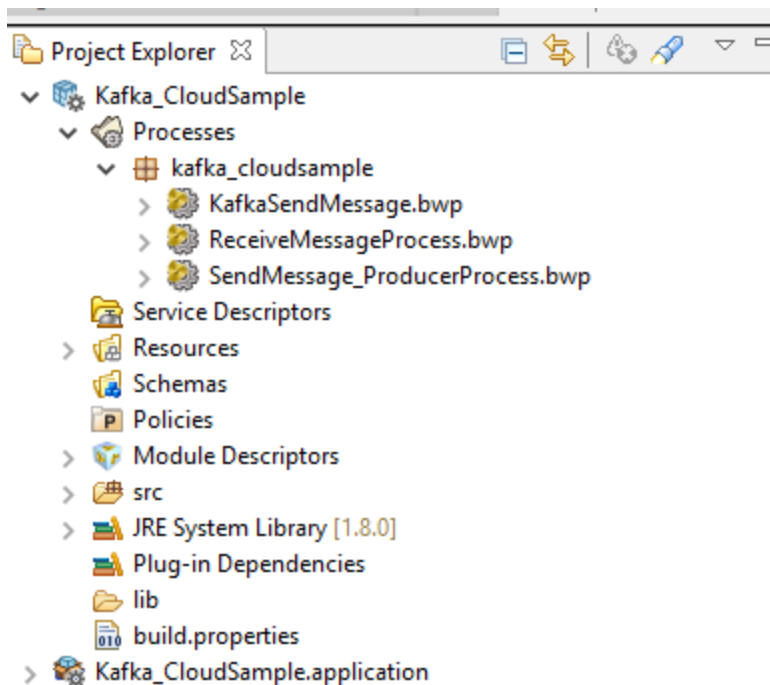 Project Explorer
Kafka_CloudSample
Processes
kafka_cloudsample
KafkaSendMessage.bwp
ReceiveMessageProcess.bwp
SendMessage_ProducerProcess.bwp
Service Descriptors
Resources
Schemas
Policies
Module Descriptors
src
JRE System Library [1.8.0]
Plug-in Dependencies
lib
build.properties
Kafka_CloudSample.application